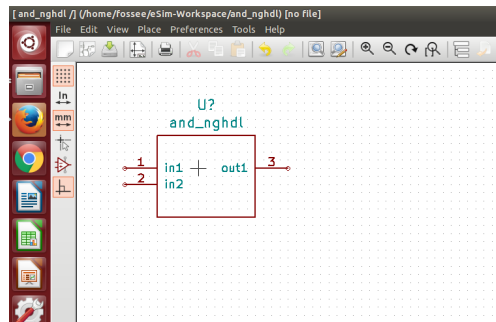 [ and_nghdl /] (/home/fossee/eSim-Workspace/and_nghdl) [no file]
File Edit View Place Preferences Tools Help
In
mm
U?
and_nghdl
1 in1 out1 3
2 in2